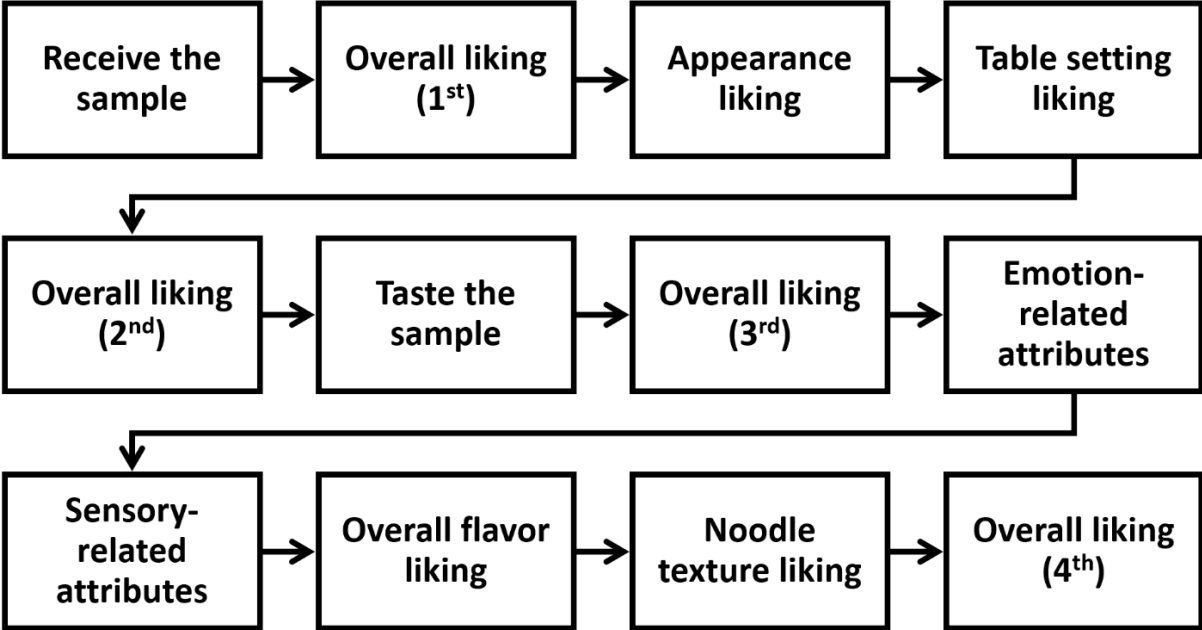 Receive the
sample
Overall liking
(1st)
Appearance
liking
Table setting
liking
Overall liking
(2nd)
Taste the
sample
Overall liking
(3rd)
Emotion-
related
attributes
Sensory-
related
attributes
Overall flavor
liking
Noodle
texture liking
Overall liking
(4th)